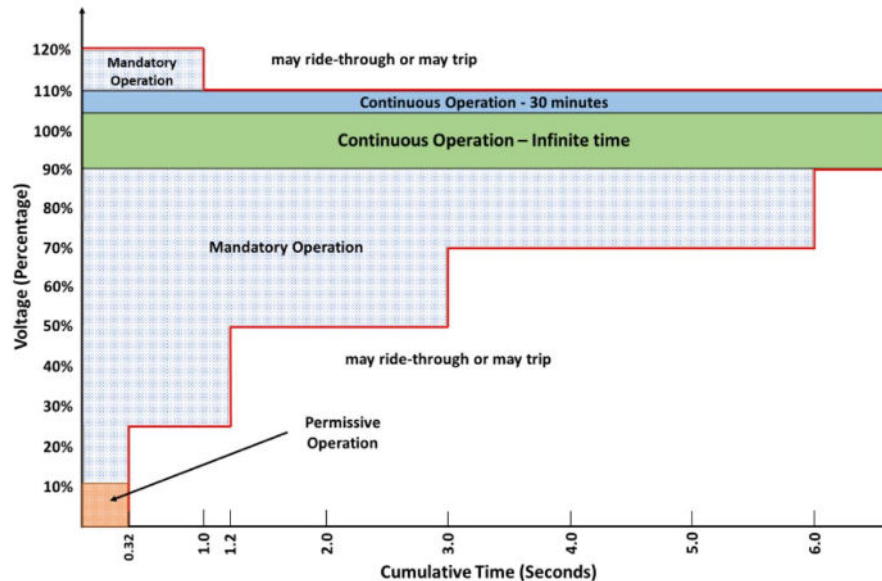 120%
Mandatory
Operation
may ride-through or may trip
110%
Continuous Operation - 30 minutes
100%
Continuous Operation – Infinite time
90%
80%
Mandatory Operation
70%
60%
50%
40%
may ride-through or may trip
30%
Permissive
Operation
20%
10%
Voltage (Percentage)
0.32
1.0
1.2
2.0
3.0
4.0
5.0
6.0
Cumulative Time (Seconds)